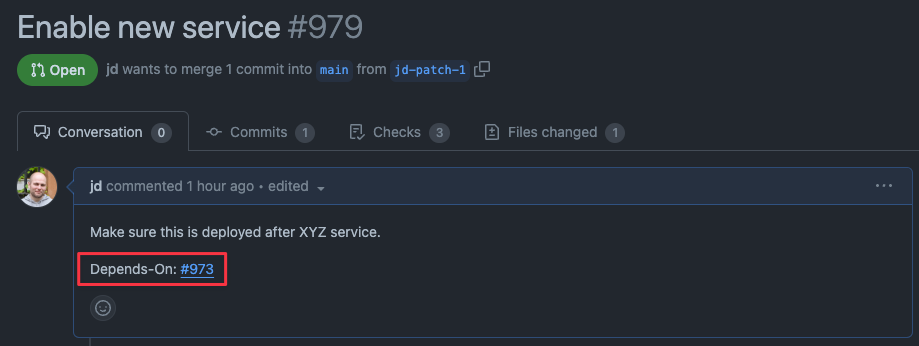 Enable new service #979
Open jd wants to merge 1 commit into main from jd-patch-1
Conversation 0 Commits 1 Checks 3 Files changed 1
jd commented 1 hour ago • edited
Make sure this is deployed after XYZ service.
Depends-On: #973